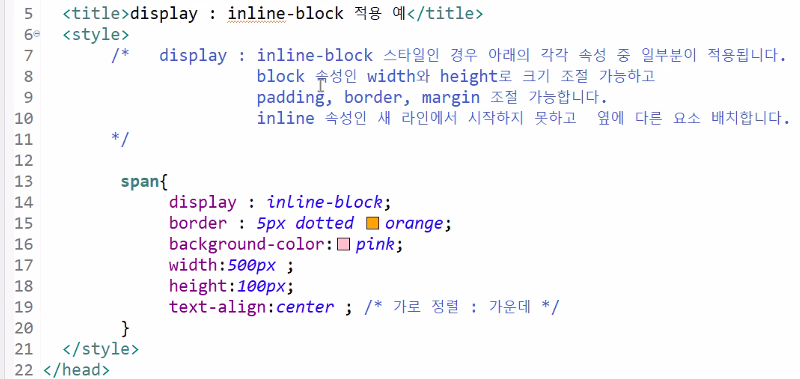 5 <title>display : inline-block 적용 예</title>
6 <style>
7 /* display : inline-block 스타일인 경우 아래의 각각 속성 중 일부분이 적용됩니다.
8 block 속성인 width와 height로 크기 조절 가능하고
9 padding, border, margin 조절 가능합니다.
10 inline 속성인 새 라인에서 시작하지 못하고 옆에 다른 요소 배치합니다.
11 */
12
13 span{
14 display : inline-block;
15 border : 5px dotted orange;
16 background-color: pink;
17 width:500px ;
18 height:100px;
19 text-align:center ; /* 가로 정렬 : 가운데 */
20 }
21 </style>
22 </head>